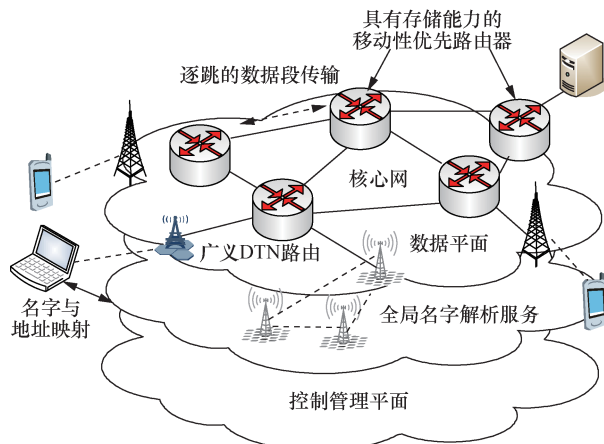 具有存储能力的
移动性优先路由器
逐跳的数据段传输
核心网
数据平面
广义DTN路由
名字与
地址映射
全局名字解析服务
控制管理平面